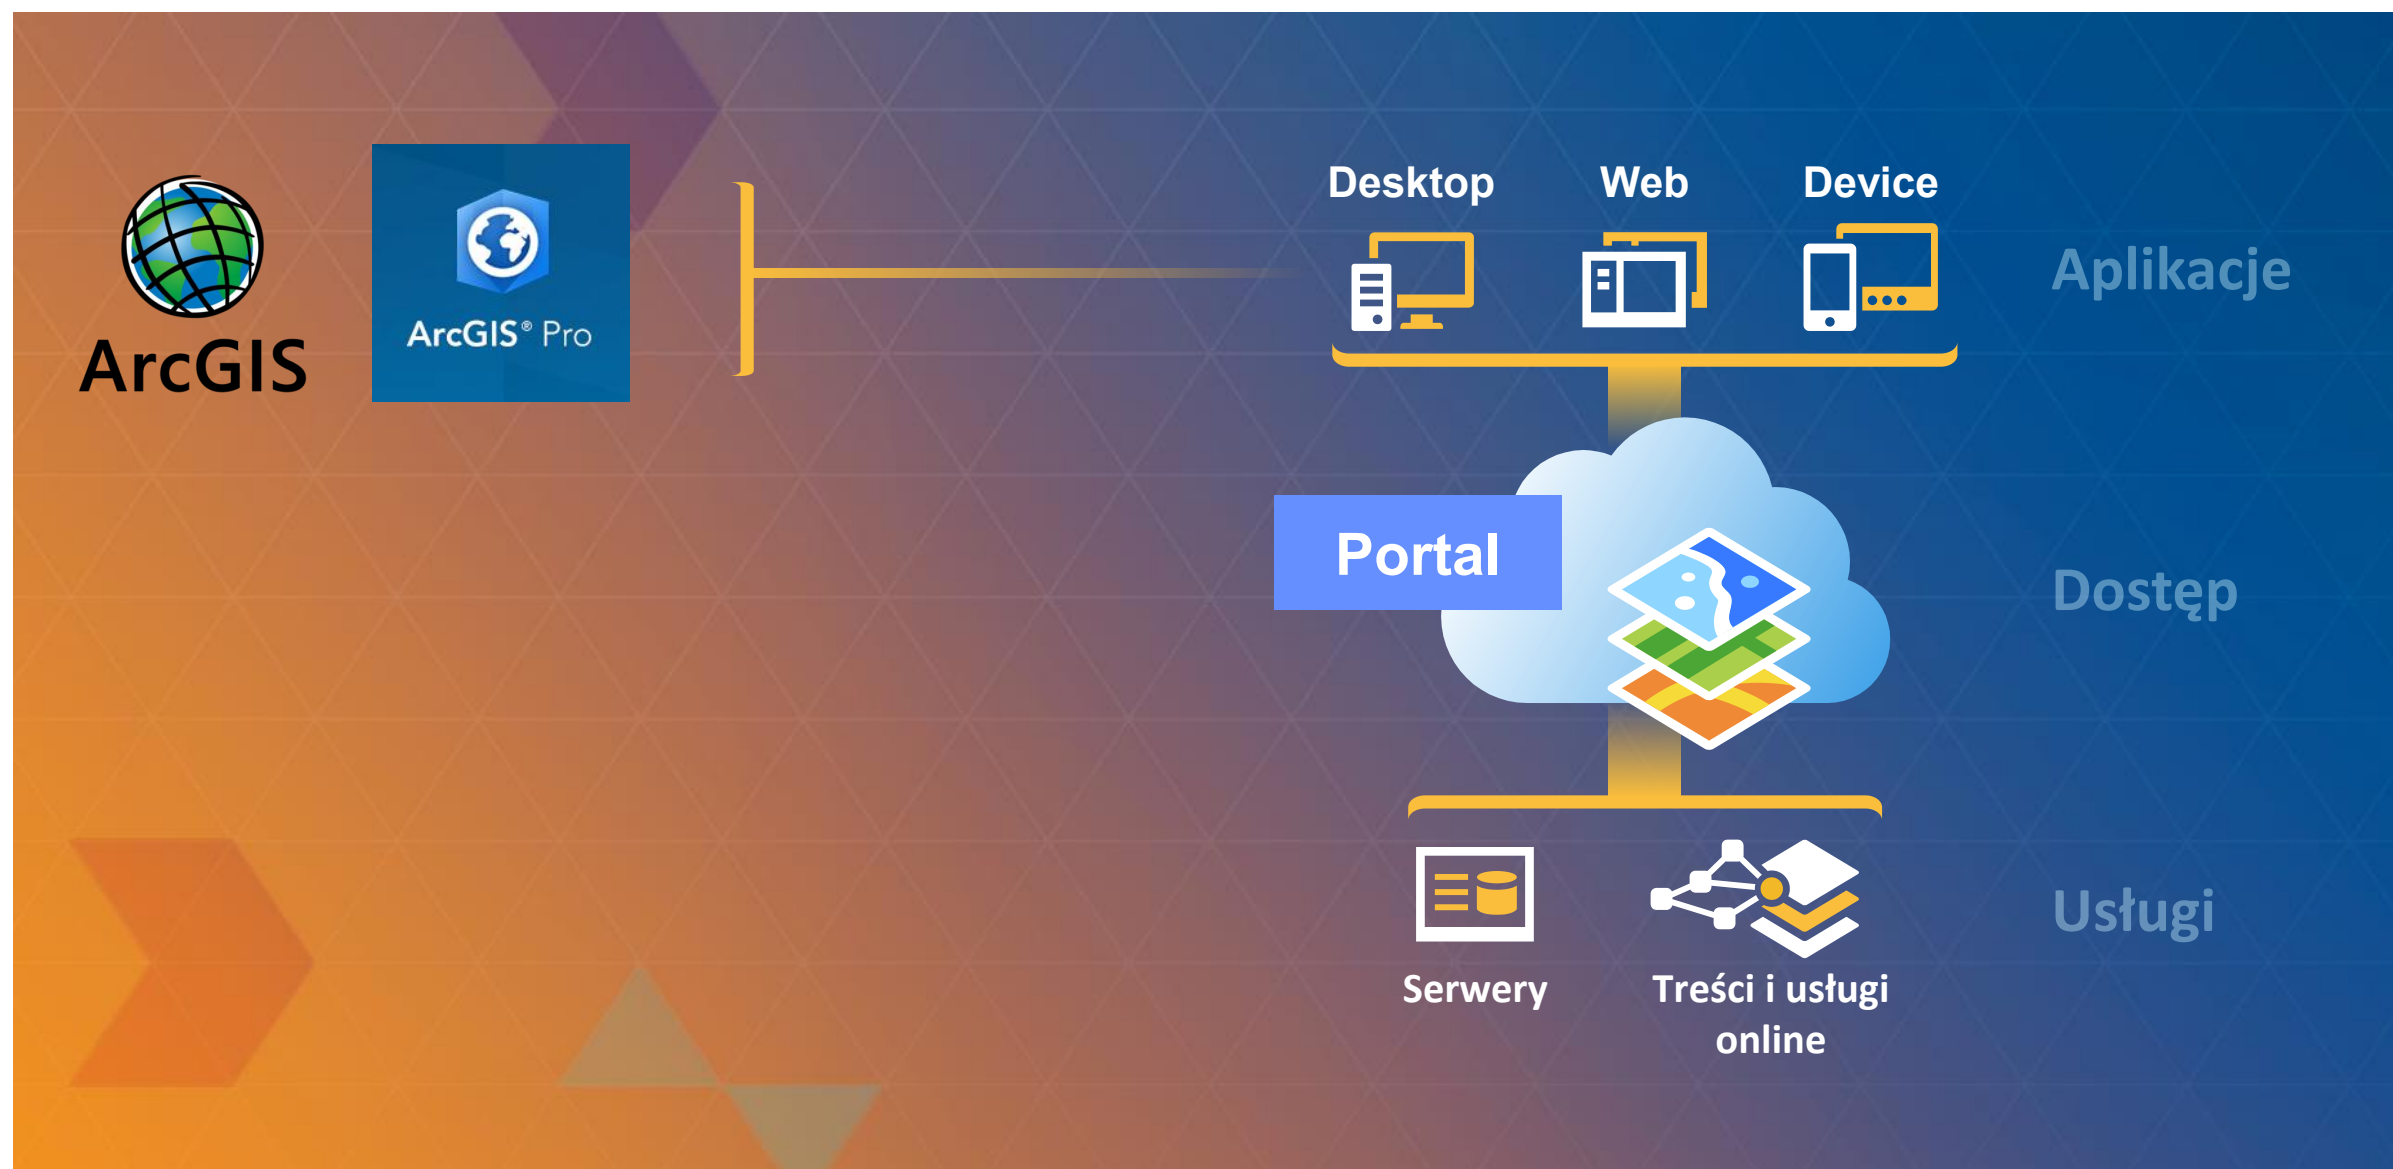 ArcGIS
ArcGIS® Pro
Desktop
Web
Device
Aplikacje
Portal
Dostęp
Usługi
Serwery
Treści i usługi
online